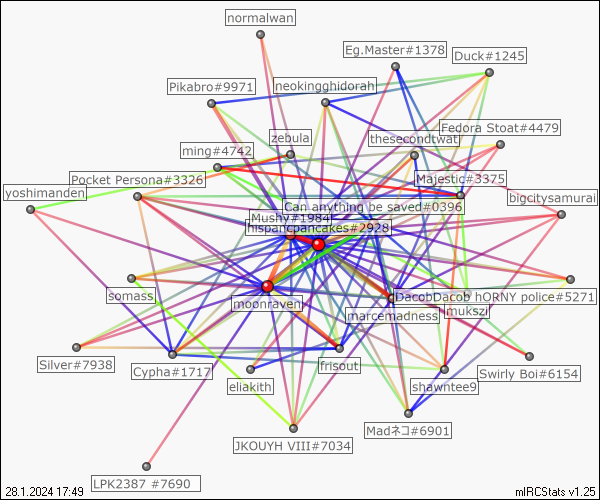 normalwan
Eg.Master#1378
Duck#1245
Pikabro#9971
neokingghidorah
Fedora Stoat#4479
zebula
thesecondtwat
ming#4742
Pocket Persona#3326
Majestic#3375
yoshimanden
bigcitysamurai
Can anything be saved#0396
Mushy#1984
hispancpancakes#2928
somass
moonraven
DacobDacob hORNY police#5271
mukszil
marcemadness
Silver#7938
Cypha#1717
frisout
eliakith
shawntee9
Swirly Boi#6154
Madネコ#6901
JKOUYH VIII#7034
LPK2387 #7690
28.1.2024 17:49
mIRCStats v1.25